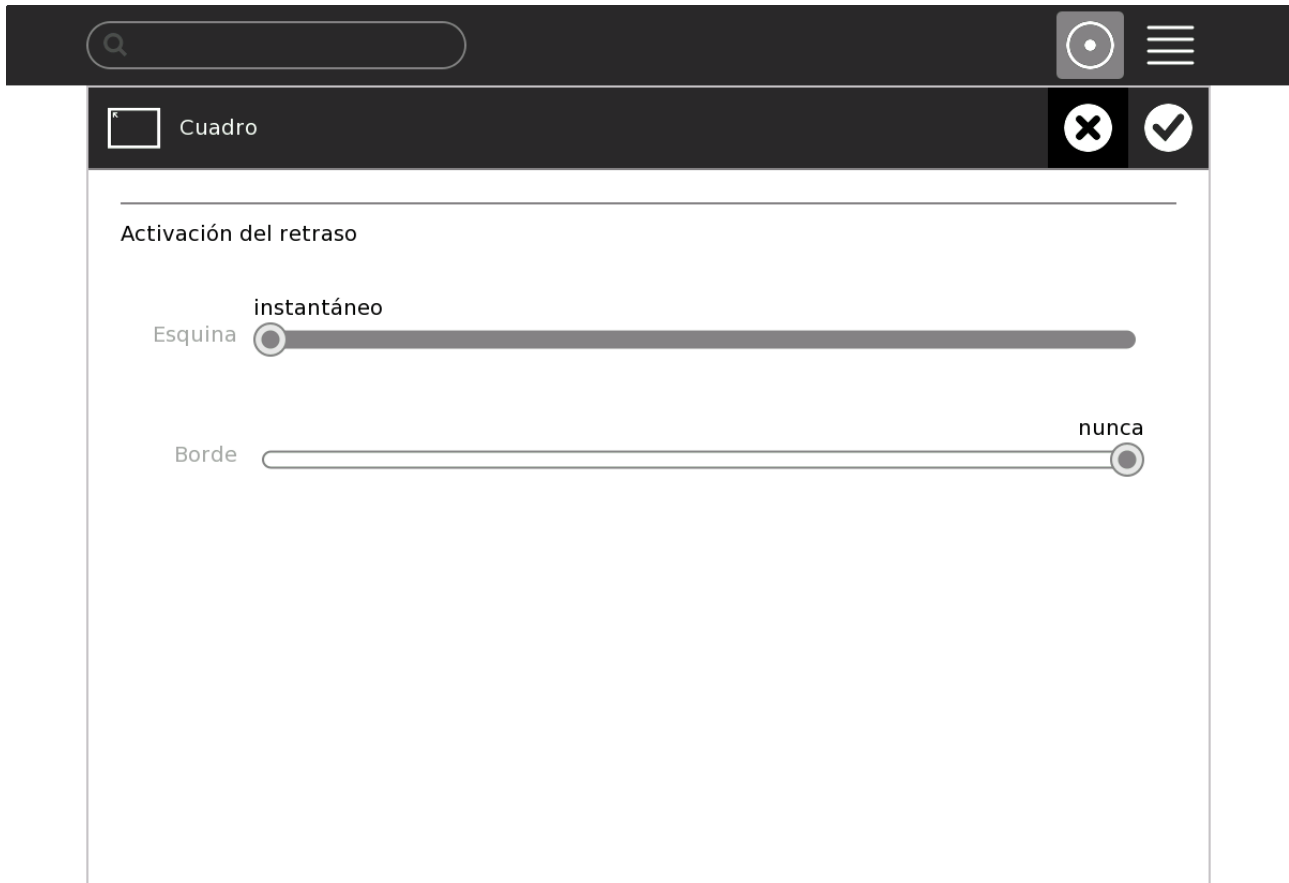 Cuadro
Activación del retraso
instantáneo
Esquina
nunca
Borde